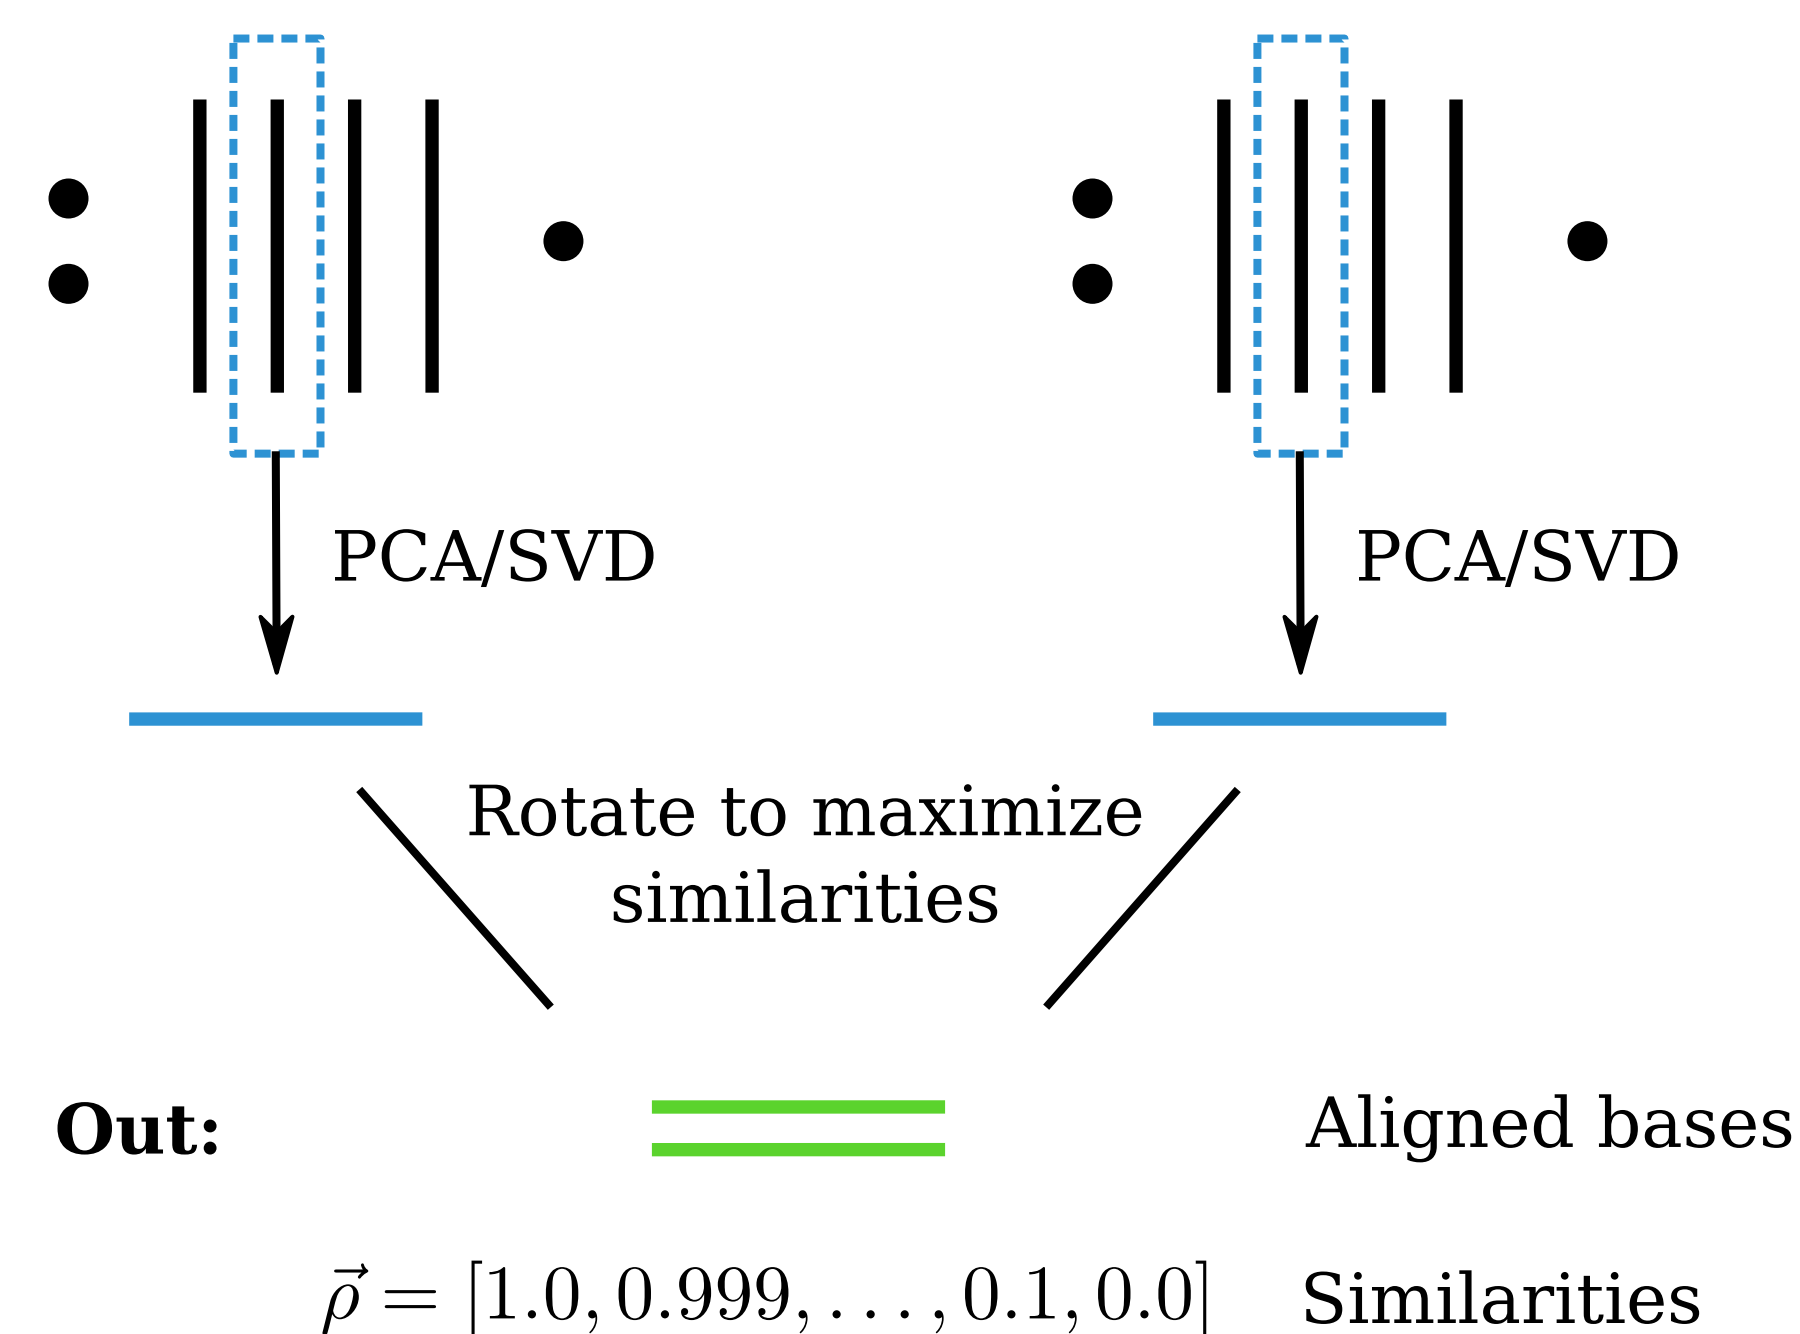 PCA/SVD PCA/SVD
Rotate to maximize
similarities
Out: Aligned bases
ρ⃗ = [1.0, 0.999, . . . , 0.1, 0.0] Similarities